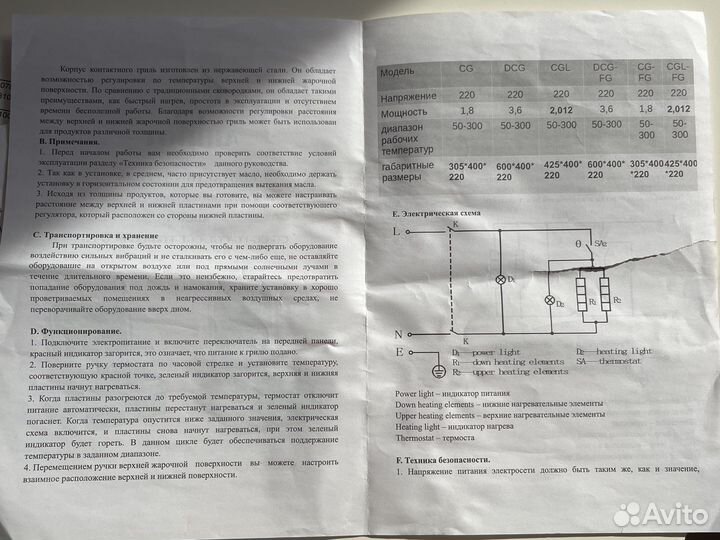 Корпус контактного гриль изготовлен из нержавеющей стали. Он обладает
возможностью регулировки по температуры верхней и нижней жарочной
поверхности. По сравнению с традиционными сковородками, он обладает такими
преимуществами, как быстрый нагрев, простота в эксплуатации и отсутствием
времени бесполезной работы. Благодаря возможности регулировки расстояния
между верхней и нижней жарочной поверхностью гриль может быть использован
для продуктов различной толщины.
B. Примечания.
1. Перед началом работы вам необходимо проверить соответствие условий
эксплуатации разделу «Техника безопасности» данного руководства.
2. Так как в установке, в среднем, часто присутствует масло, необходимо держать
установку в горизонтальном состоянии для предотвращения вытекания масла.
3. Исходя из толщины продуктов, которые вы готовите, вы можете настраивать
расстояние между верхней и нижней пластинами при помощи соответствующего
регулятора, который расположен со стороны нижней пластины.
C. Транспортировка и хранение
При транспортировке будьте осторожны, чтобы не подвергать оборудование
воздействию сильных вибраций и не сталкивать его с чем-либо еще, не оставляйте
оборудование на открытом воздухе или под прямыми солнечными лучами в
течение длительного времени. Если это неизбежно, старайтесь предотвратить
попадание оборудования под дождь и намокания, храните установку в хорошо
проветриваемых помещениях в неагрессивных воздушных средах, не
переворачивайте оборудование вверх дном.
D. Функционирование.
1. Подключите электропитание и включите переключатель на передней панели,
красный индикатор загорится, это означает, что питание к грилю подано.
2. Поверните ручку термостата по часовой стрелке и установите температуру,
соответствующую красной точке, зеленый индикатор загорится, верхняя и нижняя
пластины начнут нагреваться.
3. Когда пластины разогреются до требуемой температуры, термостат отключит
питание автоматически, пластины перестанут нагреваться и зеленый индикатор
погаснет. Когда температура опустится ниже заданного значения, электрическая
схема включится, и пластины снова начнут нагреваться, при этом зеленый
индикатор будет гореть. В данном цикле будет обеспечиваться поддержание
температуры в заданном диапазоне.
4. Перемещением ручки верхней жарочной поверхности вы можете настроить
взаимное расположение верхней и нижней поверхности.
Модель CG DCG CGL DCG-FG CG-FG CGL-FG
Напряжение 220 220 220 220 220 220
Мощность 1,8 3,6 2,012 3,6 1,8 2,012
диапазон рабочих температур 50-300 50-300 50-300 50-300 50-300 50-300
габаритные размеры 305*400*220 600*400*220 425*400*220 600*400*220 305*400*220 425*400*220
E. Электрическая схема
L K
θ SA2
D1 D2 R1 R2
N K
E D1 power light D2 heating light
R1 down heating elements SA thermostat
R2 upper heating elements
Power light – индикатор питания
Down heating elements – нижние нагревательные элементы
Upper heating elements – верхние нагревательные элементы
Heating light – индикатор нагрева
Thermostat – термоста
F. Техника безопасности.
1. Напряжение питания электросети должно быть таким же, как и значение,
Avito